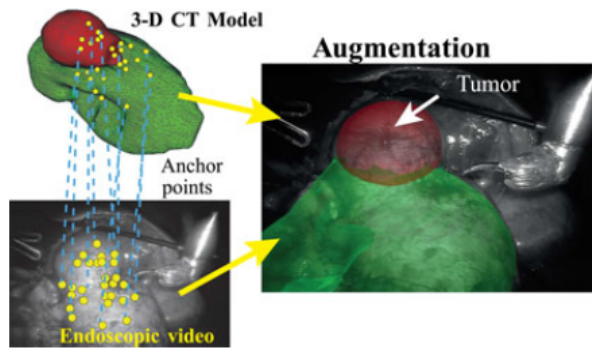 3-D CT Model
Augmentation
Tumor
Anchor
points
Endoscopic video